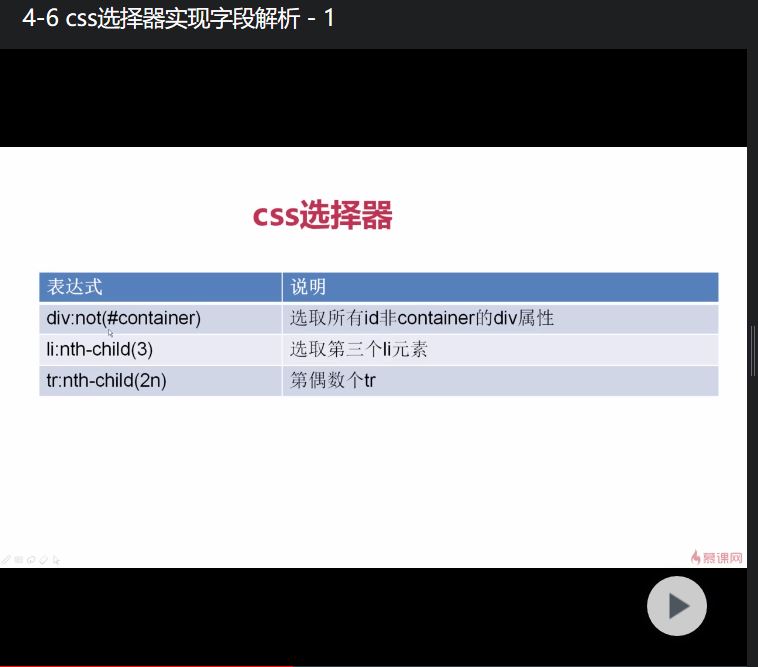 4-6 css选择器实现字段解析 - 1
css选择器
表达式 说明
div:not(#container) 选取所有id非container的div属性
li:nth-child(3) 选取第三个li元素
tr:nth-child(2n) 第偶数个tr
慕课网